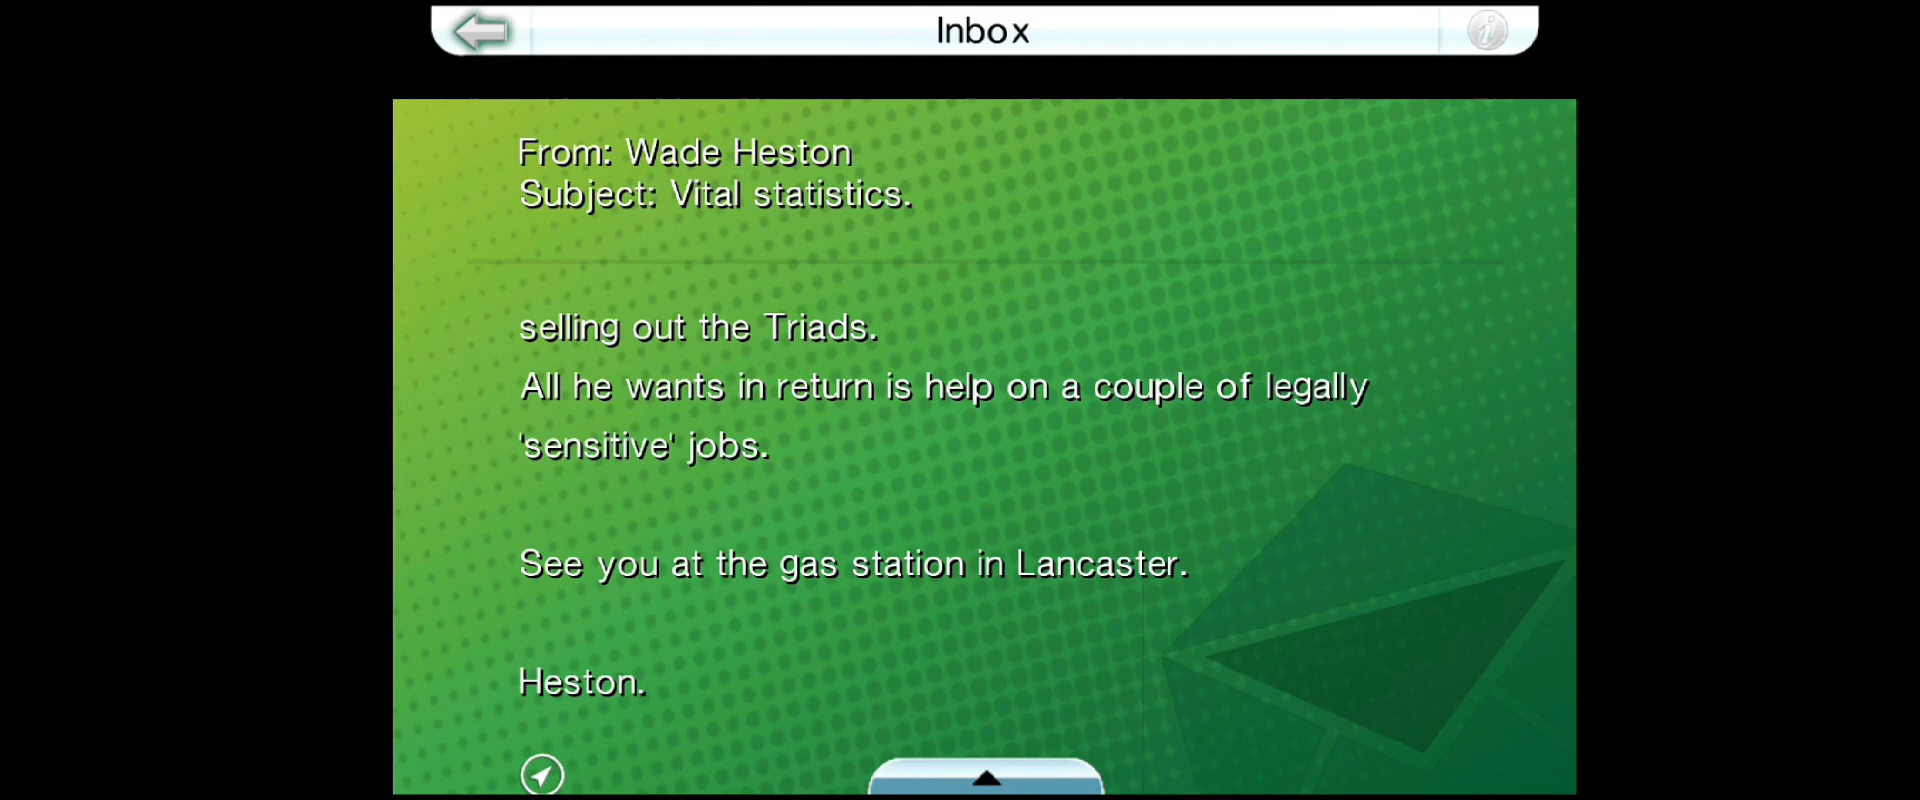 Inbox
From: Wade Heston
Subject: Vital statistics.
selling out the Triads.
All he wants in return is help on a couple of legally
'sensitive' jobs.
See you at the gas station in Lancaster.
Heston.